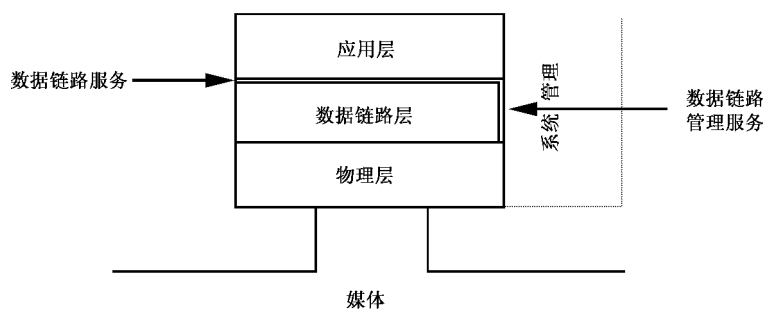 应用层
数据链路服务
数据链路层
系统 管理
数据链路
管理服务
物理层
媒体